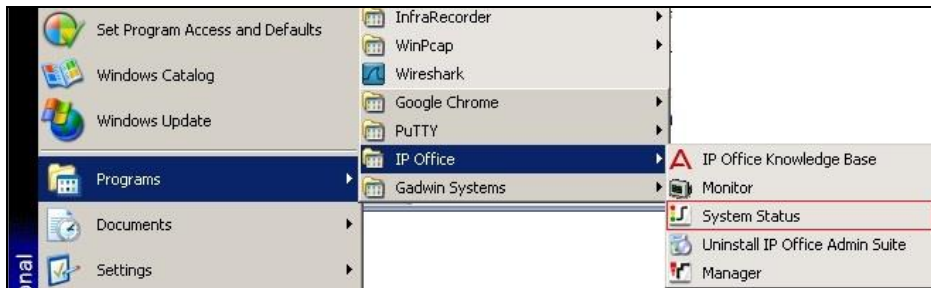 Set Program Access and Defaults
Windows Catalog
Windows Update
Programs
Documents
Settings
InfraRecorder
WinPcap
Wireshark
Google Chrome
PuTTY
IP Office
Gadwin Systems
IP Office Knowledge Base
Monitor
System Status
Uninstall IP Office Admin Suite
Manager
onal